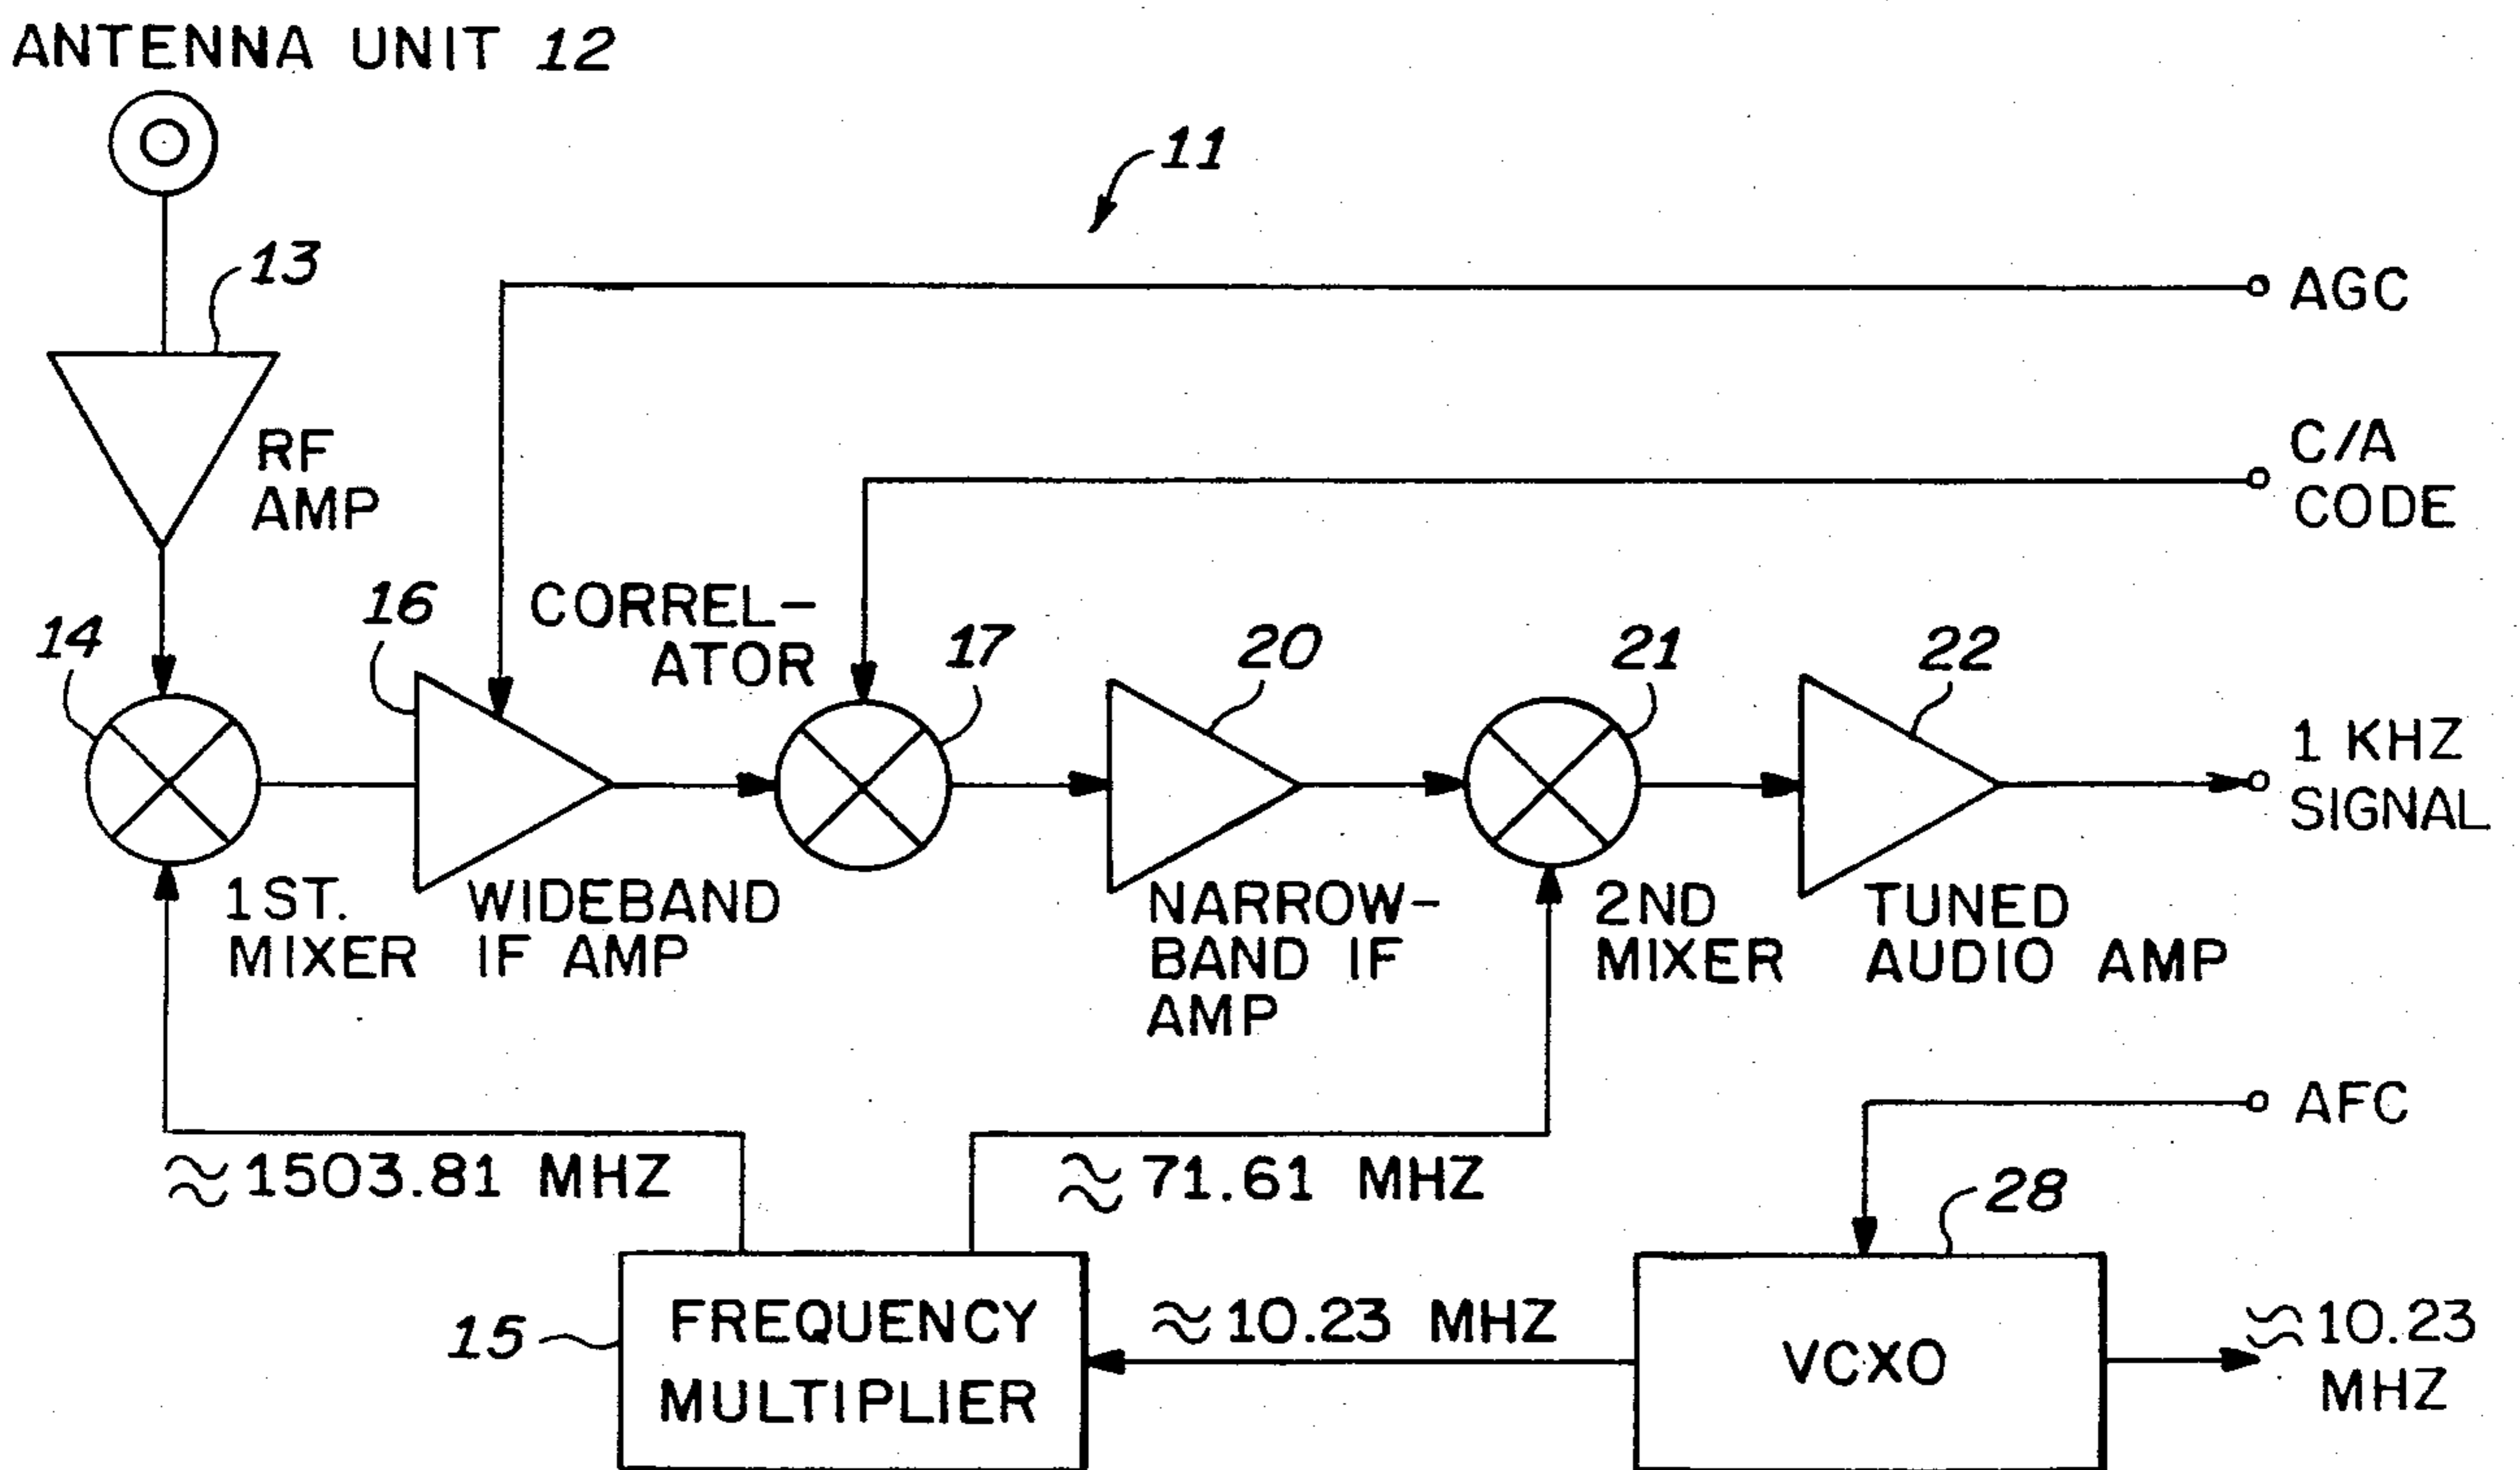 ANTENNA UNIT 12
11
13
AGC
RF
AMP
C/A
CODE
14
16
CORREL-
ATOR
17
20
21
22
1 KHZ
SIGNAL
1ST.
MIXER
WIDEBAND
IF AMP
NARROW-
BAND IF
AMP
2ND
MIXER
TUNED
AUDIO AMP
AFC
≈ 1503.81 MHZ
≈ 71.61 MHZ
28
15
FREQUENCY
MULTIPLIER
≈ 10.23 MHZ
VCXO
≈ 10.23
MHZ